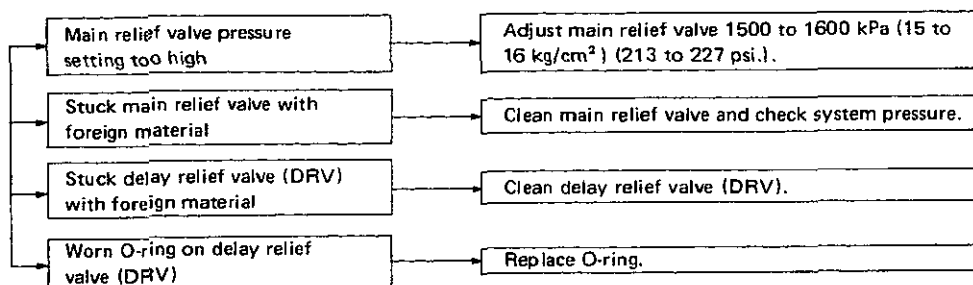 Main relief valve pressure
setting too high
Adjust main relief valve 1500 to 1600 kPa (15 to
16 kg/cm²) (213 to 227 psi.).
Stuck main relief valve with
foreign material
Clean main relief valve and check system pressure.
Stuck delay relief valve (DRV)
with foreign material
Clean delay relief valve (DRV).
Worn O-ring on delay relief
valve (DRV)
Replace O-ring.